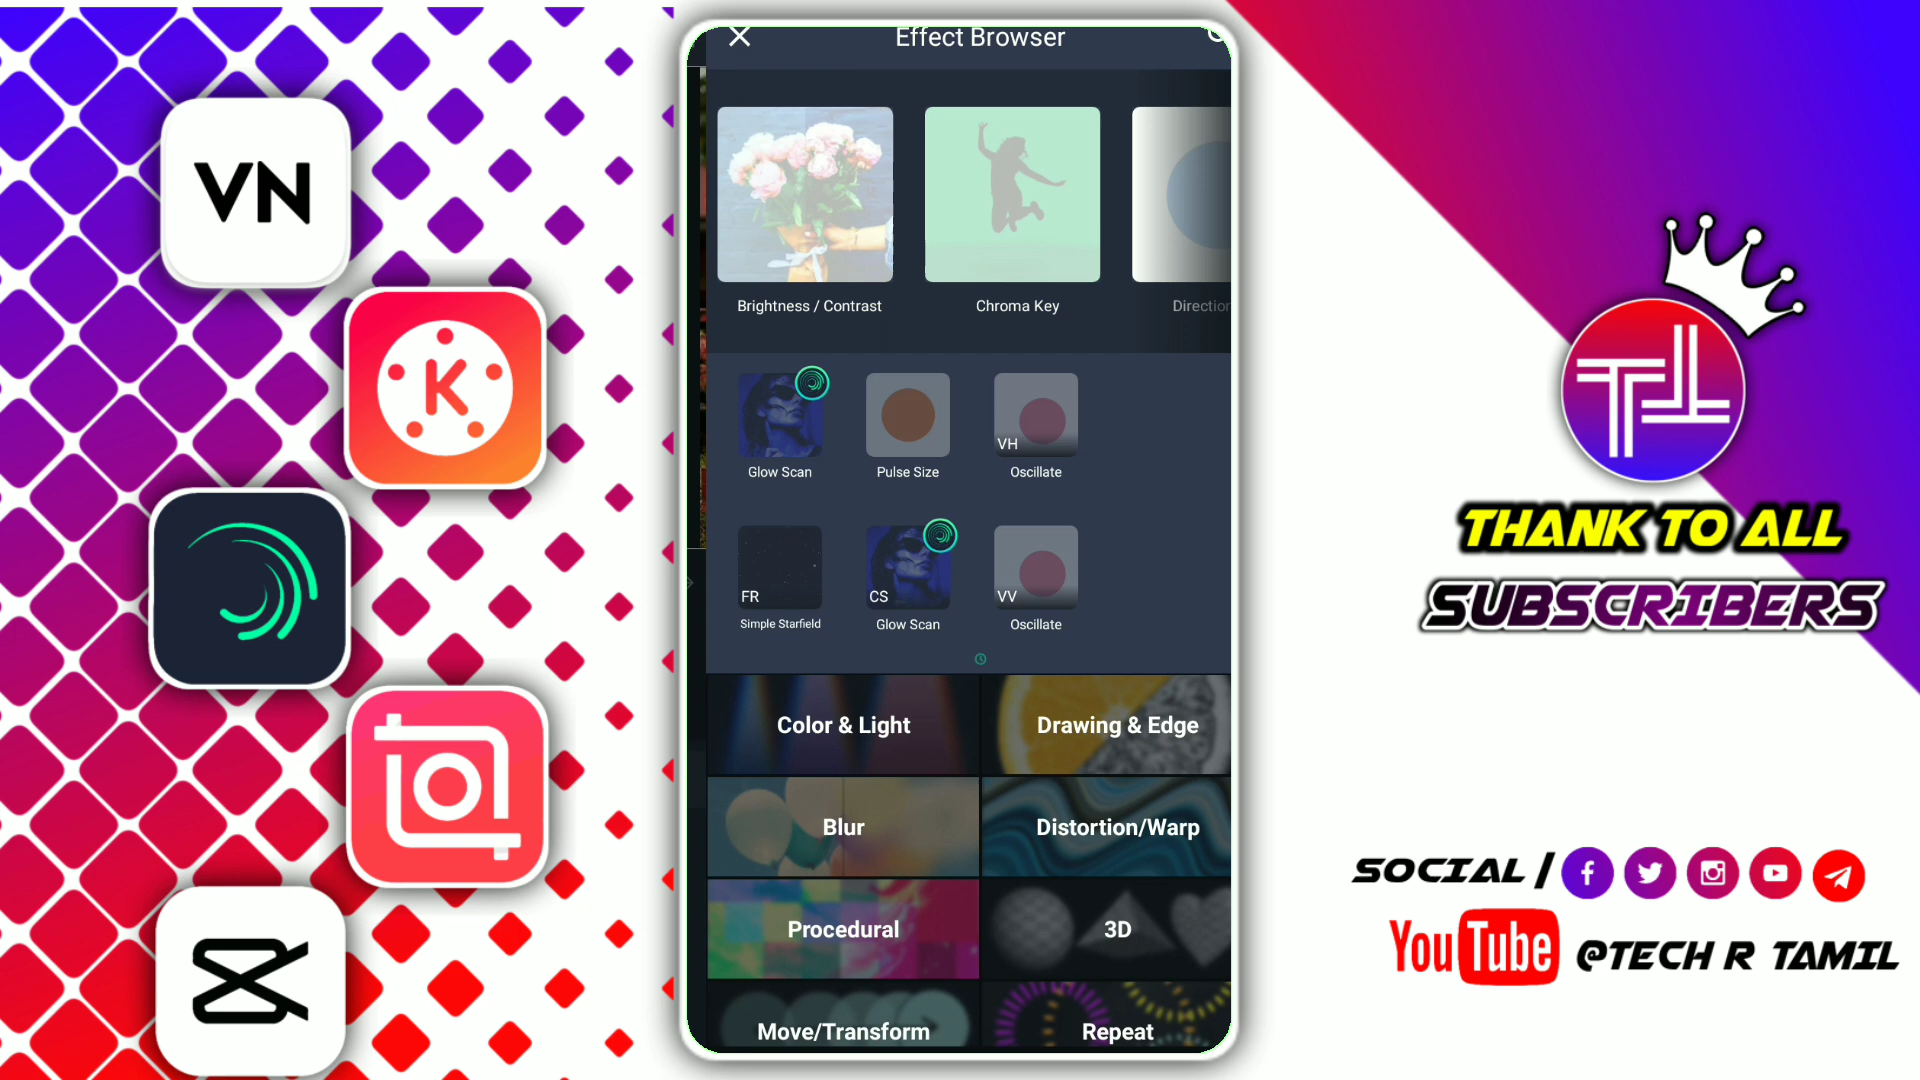 VN
K
Effect Browser
Brightness / Contrast
Chroma Key
Direction
Glow Scan
Pulse Size
VH
Oscillate
FR
Simple Starfield
CS
Glow Scan
VV
Oscillate
Color & Light
Drawing & Edge
Blur
Distortion/Warp
Procedural
3D
Move/Transform
Repeat
THANK TO ALL
SUBSCRIBERS
SOCIAL /
YouTube @TECH R TAMIL